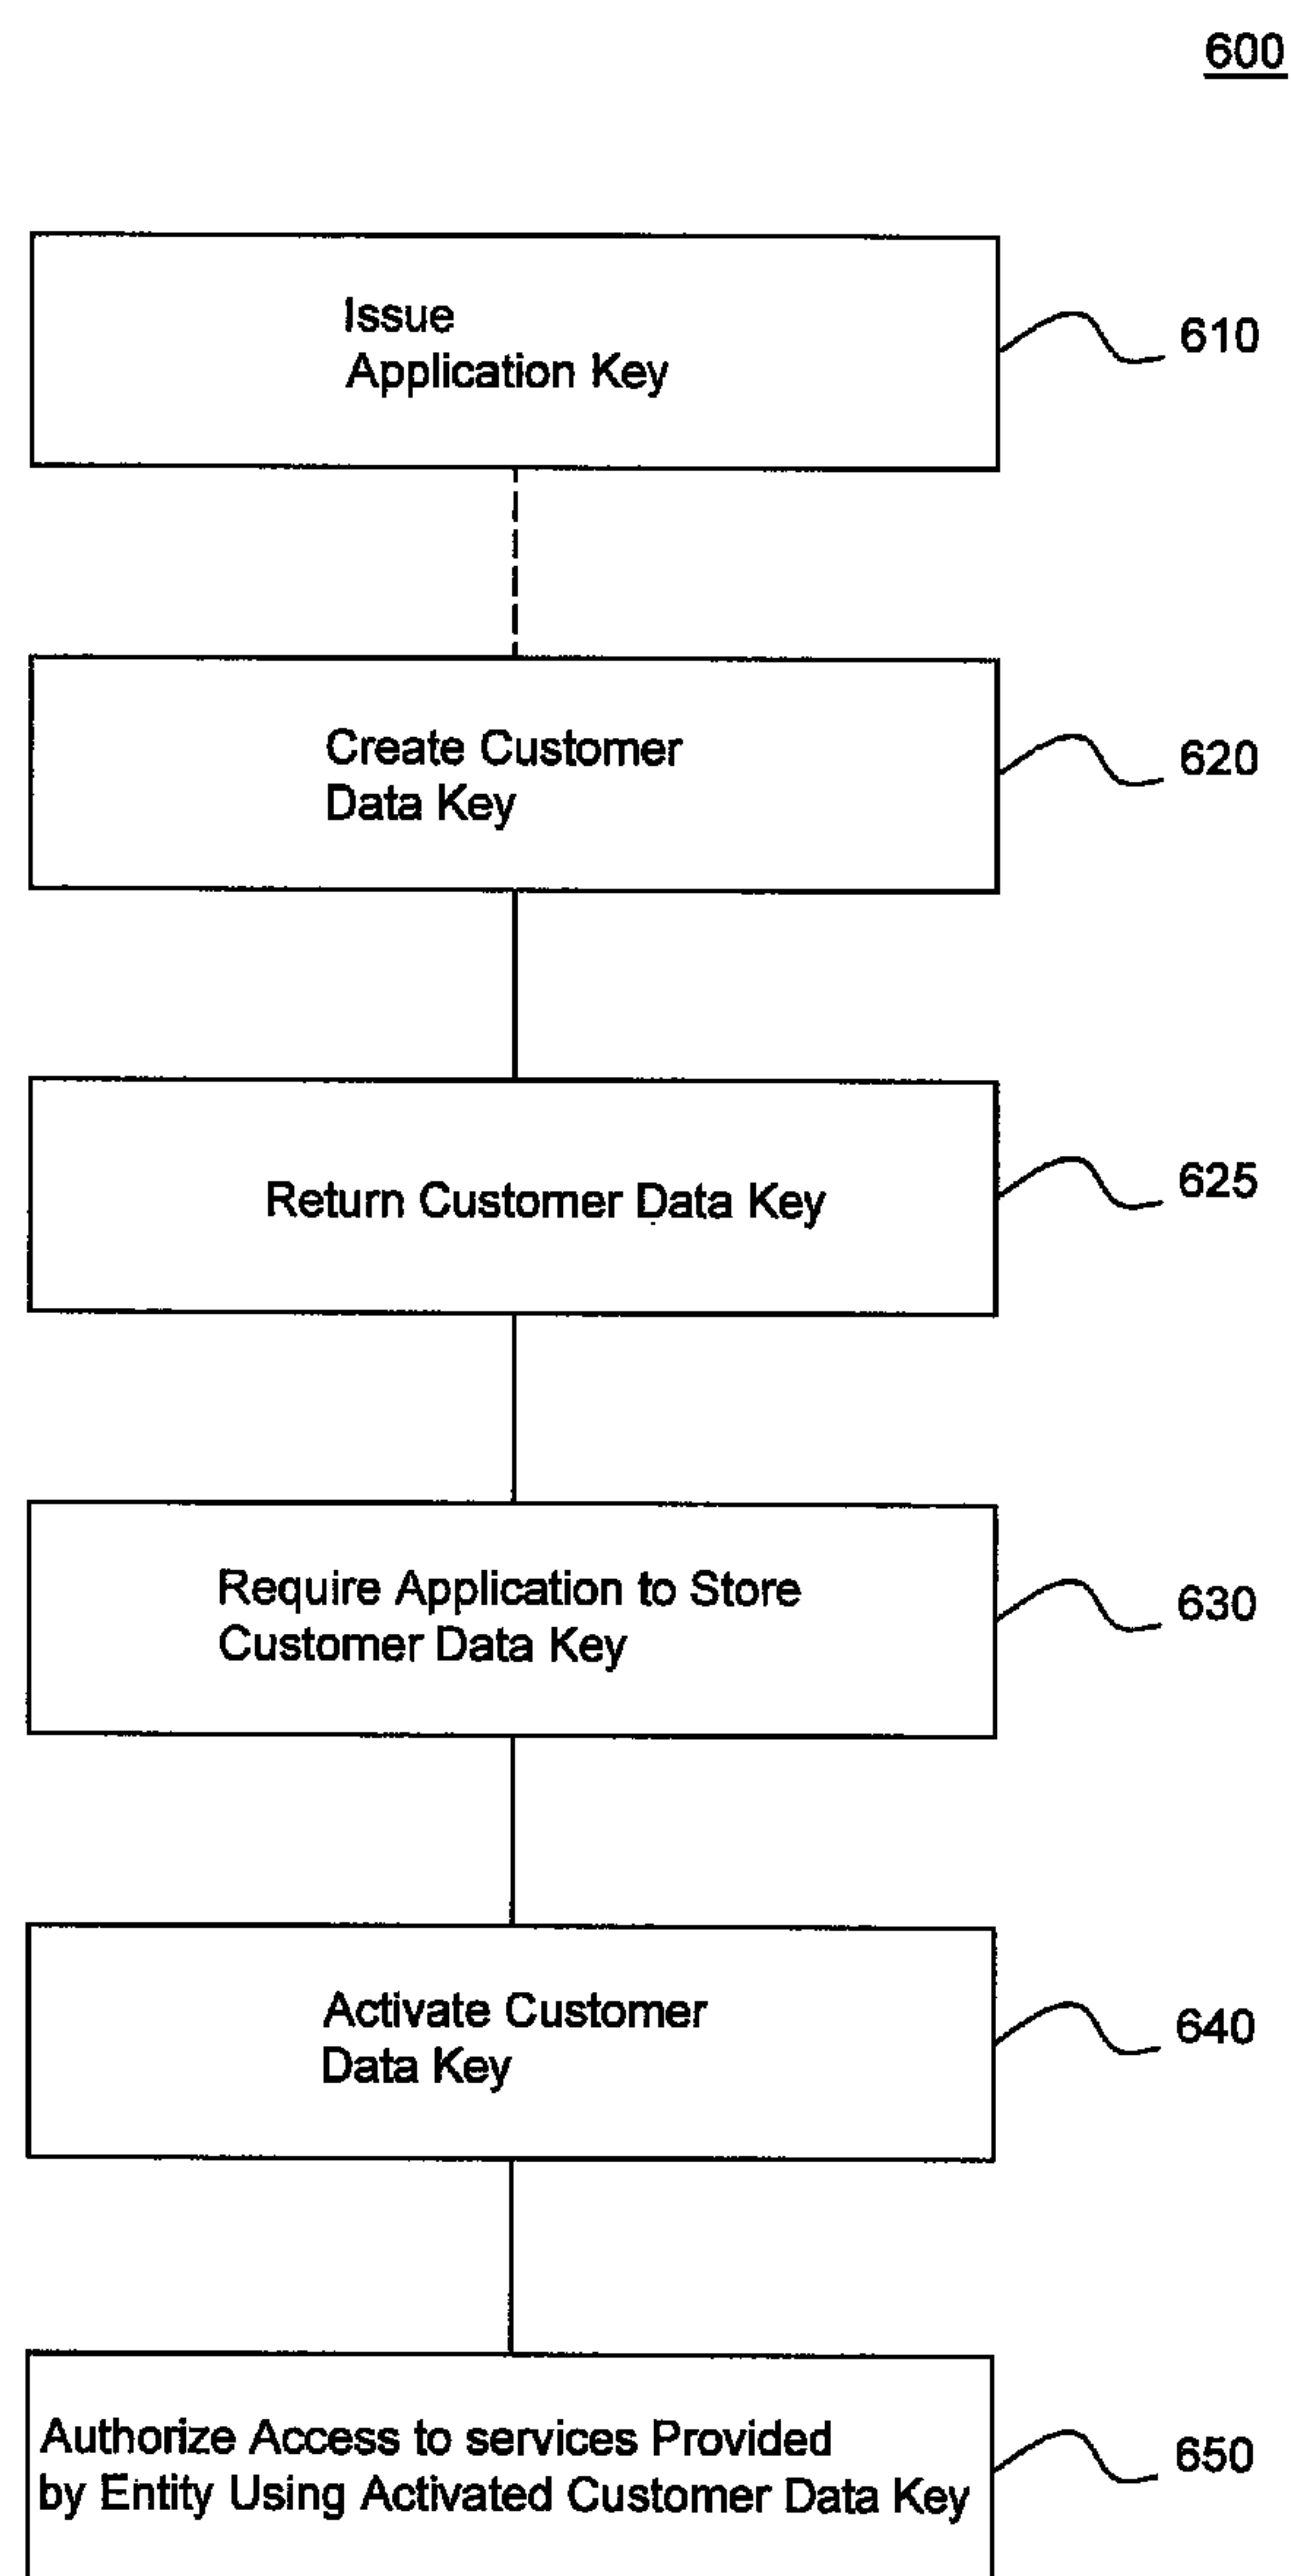 600
Issue
Application Key
610
Create Customer
Data Key
620
Return Customer Data Key
625
Require Application to Store
Customer Data Key
630
Activate Customer
Data Key
640
Authorize Access to services Provided
by Entity Using Activated Customer Data Key
650